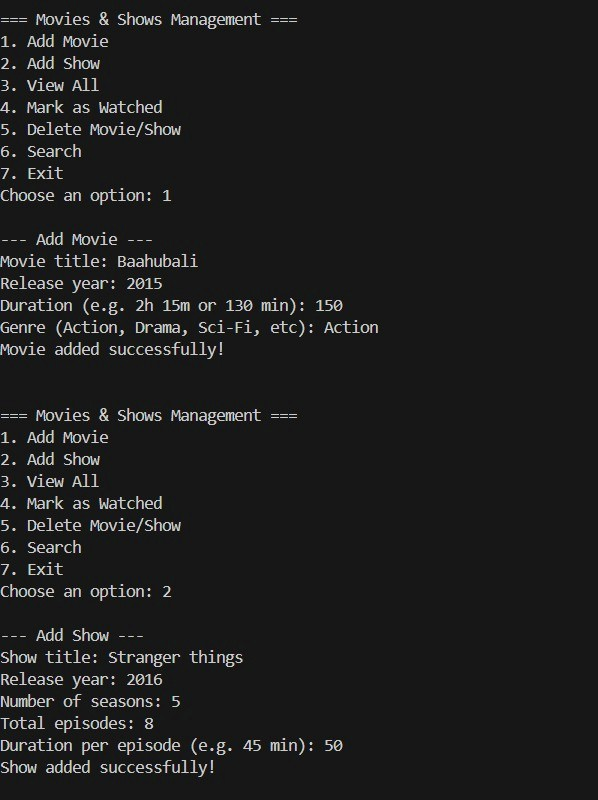 === Movies & Shows Management ===
1. Add Movie
2. Add Show
3. View All
4. Mark as Watched
5. Delete Movie/Show
6. Search
7. Exit
Choose an option: 1
--- Add Movie ---
Movie title: Baahubali
Release year: 2015
Duration (e.g. 2h 15m or 130 min): 150
Genre (Action, Drama, Sci-Fi, etc): Action
Movie added successfully!
=== Movies & Shows Management ===
1. Add Movie
2. Add Show
3. View All
4. Mark as Watched
5. Delete Movie/Show
6. Search
7. Exit
Choose an option: 2
--- Add Show ---
Show title: Stranger things
Release year: 2016
Number of seasons: 5
Total episodes: 8
Duration per episode (e.g. 45 min): 50
Show added successfully!